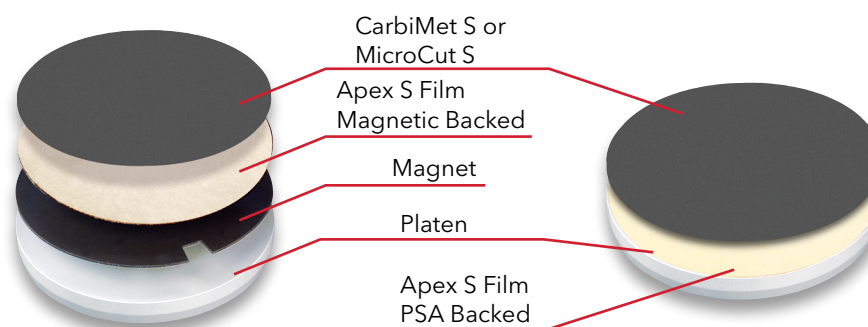 CarbiMet S or
MicroCut S
Apex S Film
Magnetic Backed
Magnet
Platen
Apex S Film
PSA Backed